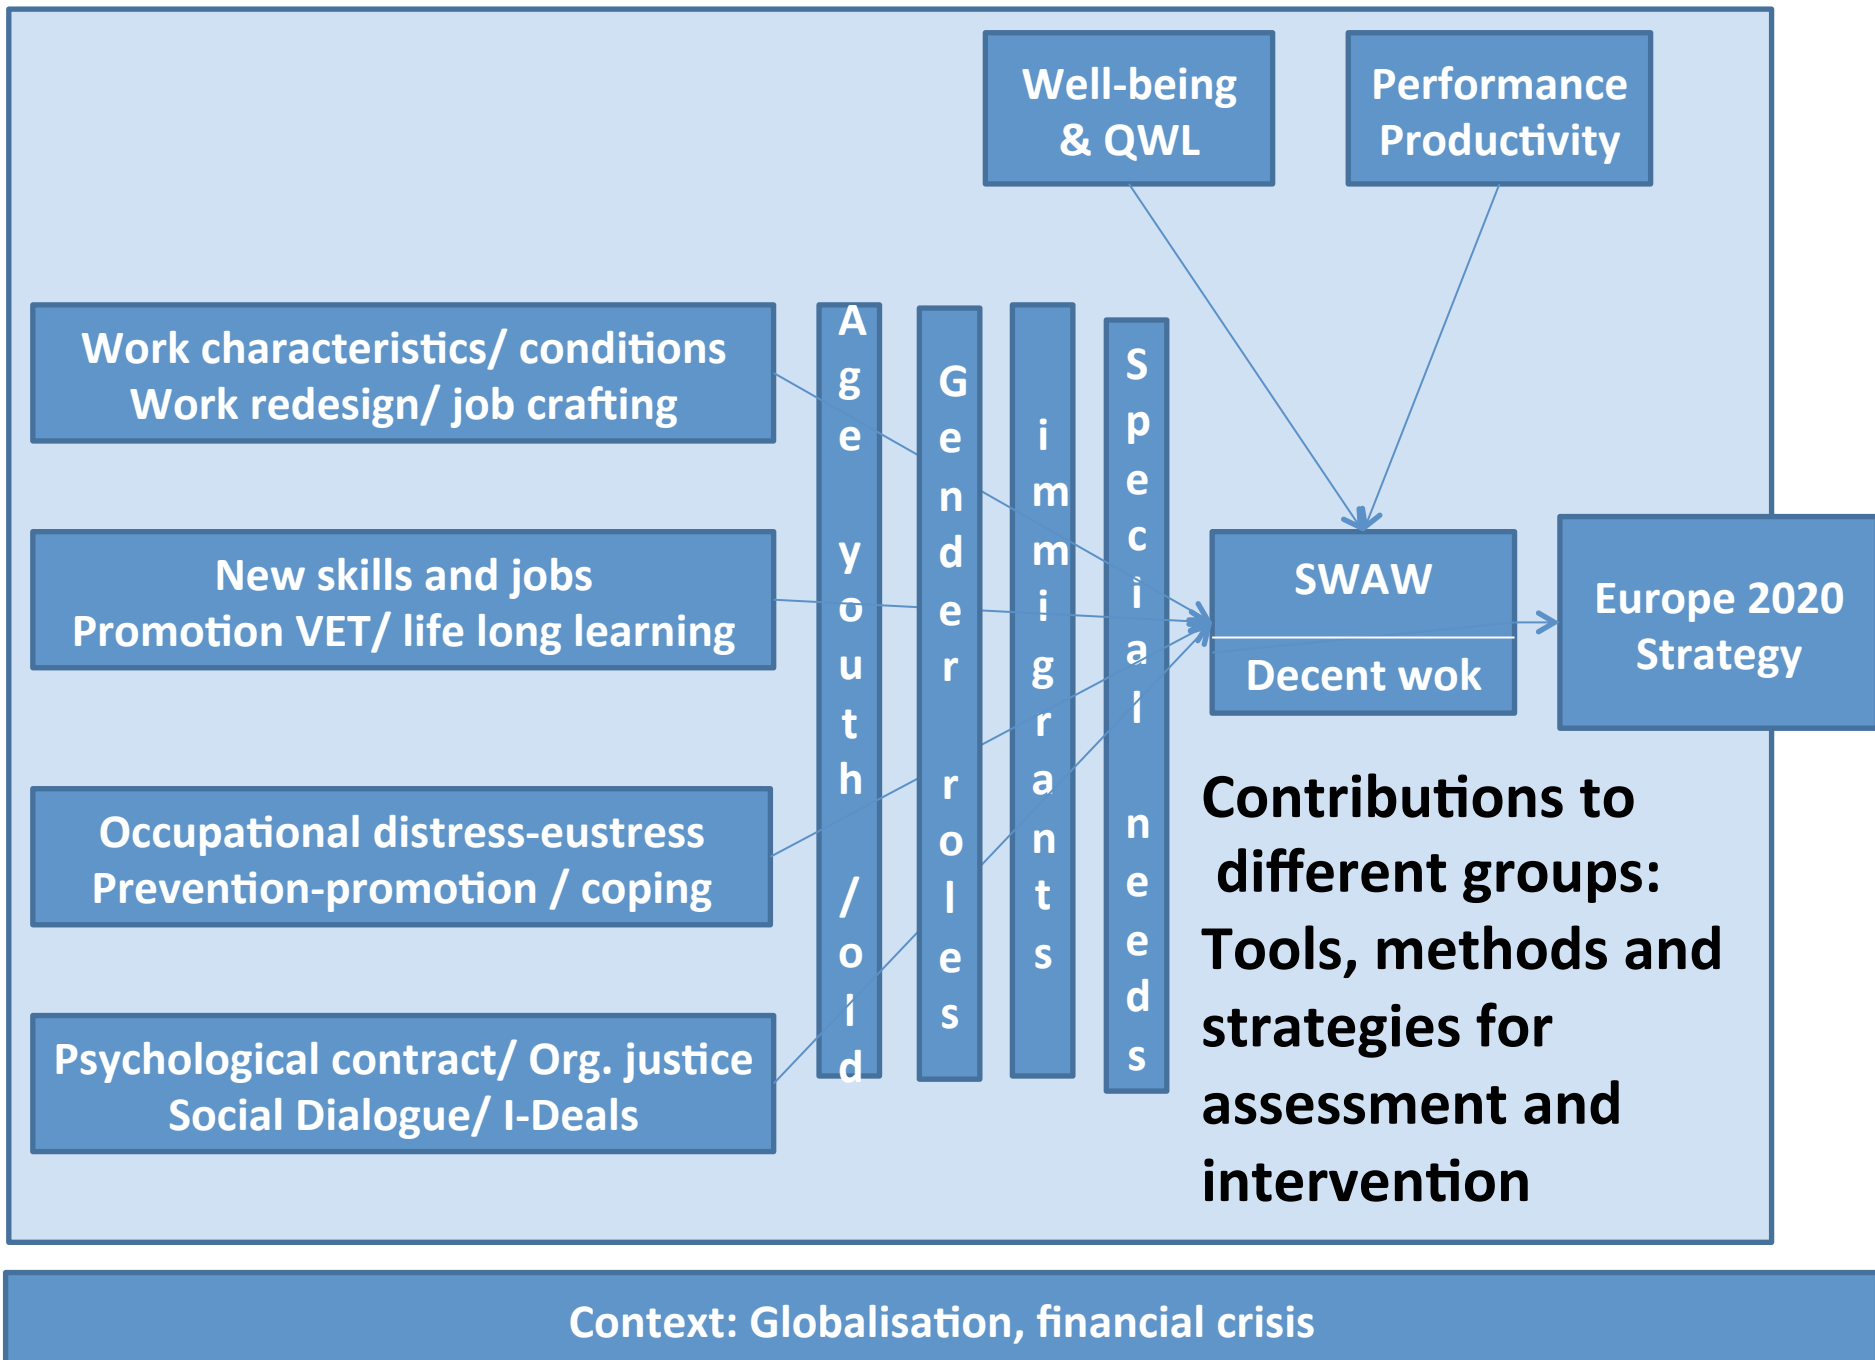 Well-being
& QWL
Performance
Productivity
Work characteristics/ conditions
Work redesign/ job crafting
New skills and jobs
Promotion VET/ life long learning
Occupational distress-eustress
Prevention-promotion / coping
Psychological contract/ Org. justice
Social Dialogue/ I-Deals
Age youth /old
Gender roles
immigrants
Special needs
SWAW
Decent wok
Europe 2020
Strategy
Contributions to
different groups:
Tools, methods and
strategies for
assessment and
intervention
Context: Globalisation, financial crisis